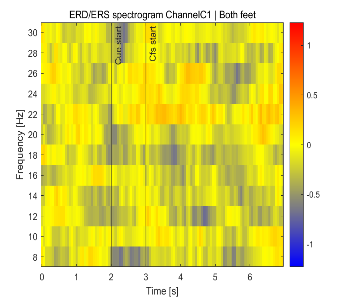 ERD/ERS spectrogram ChannelC1 | Both feet
Cue start
Cfs start
Frequency [Hz]
30
28
26
24
22
20
18
16
14
12
10
8
0 1 2 3 4 5 6
Time [s]
1
0.5
0
-0.5
-1